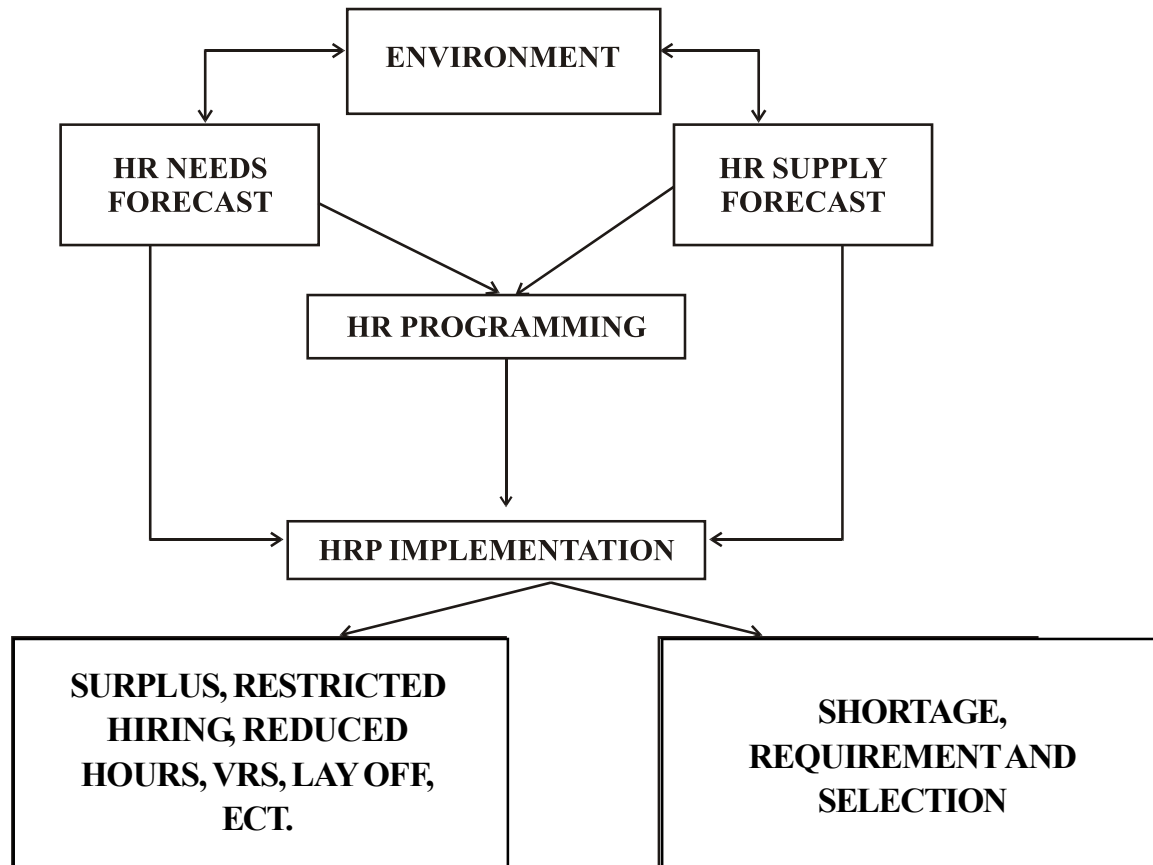 ENVIRONMENT
HR NEEDS
FORECAST
HR SUPPLY
FORECAST
HR PROGRAMMING
HRP IMPLEMENTATION
SURPLUS, RESTRICTED
HIRING, REDUCED
HOURS, VRS, LAY OFF,
ECT.
SHORTAGE,
REQUIREMENT AND
SELECTION